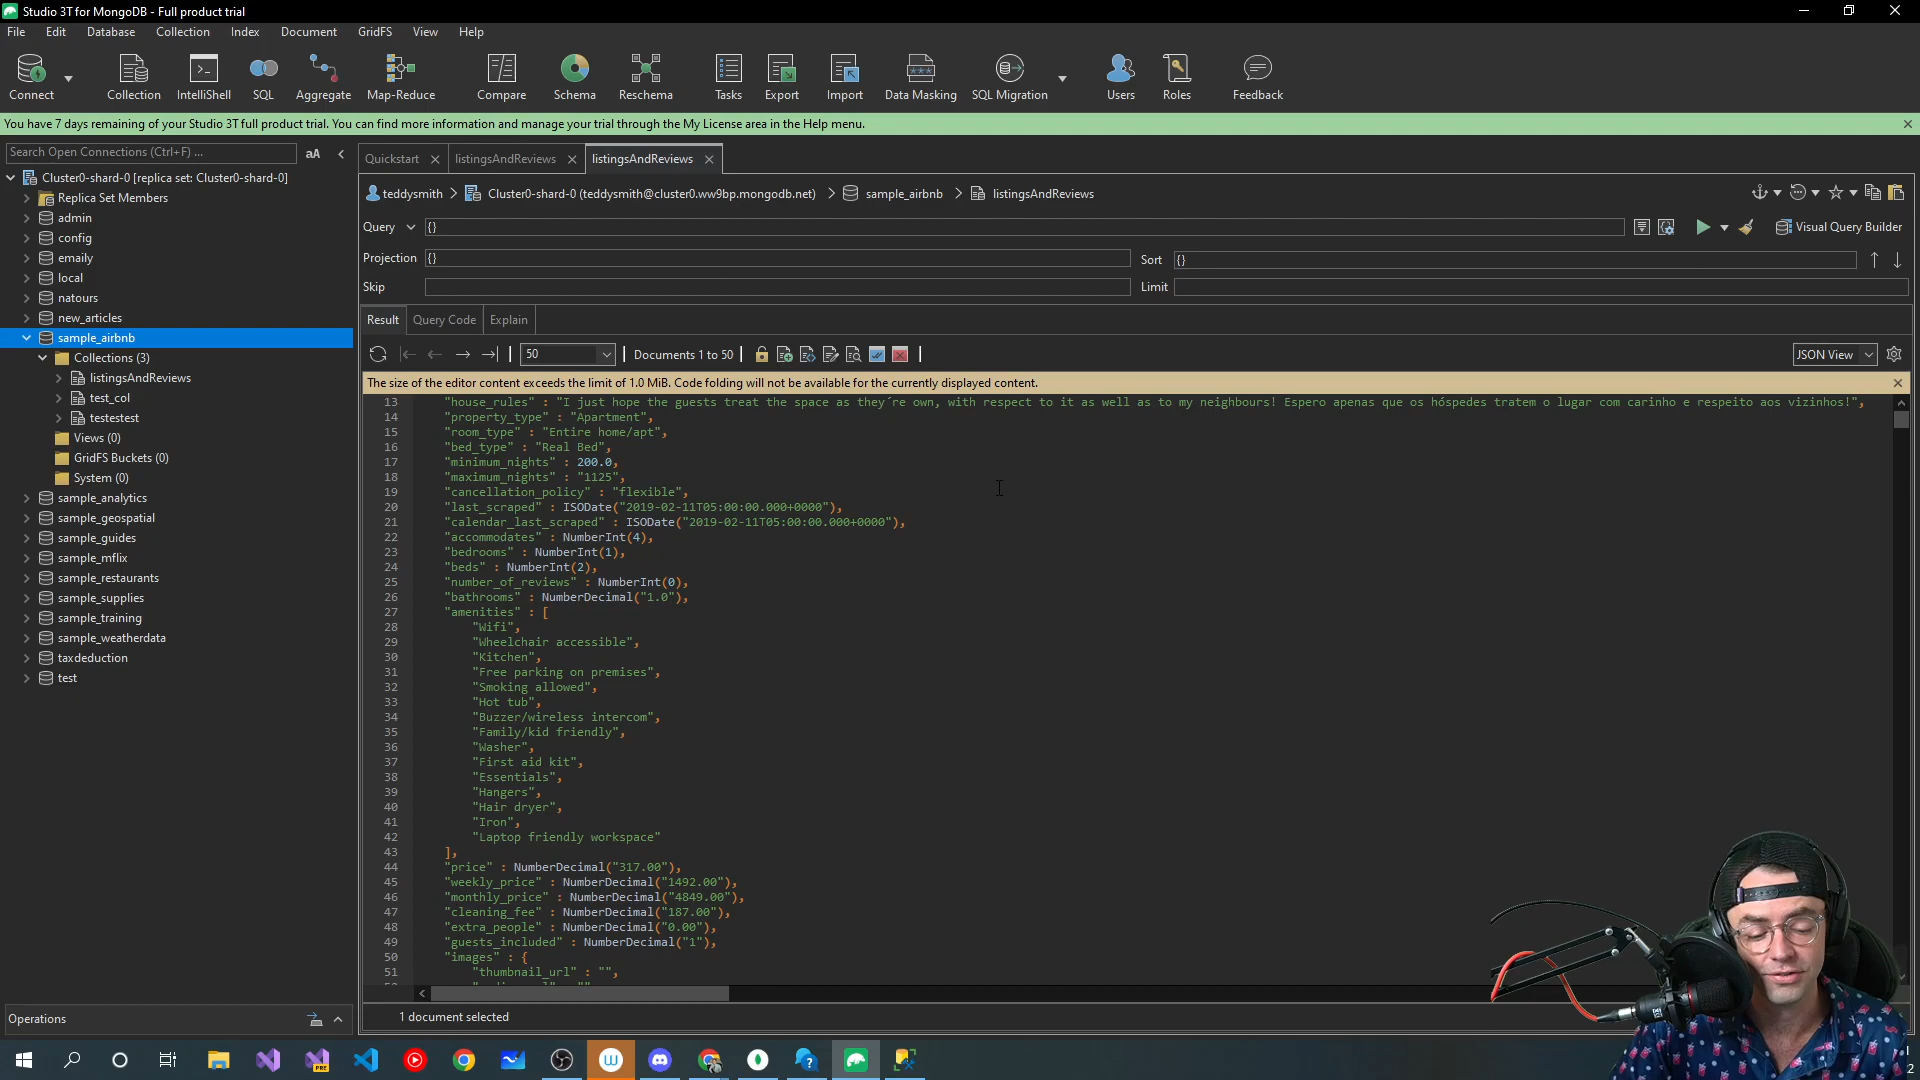 Studio 3T for MongoDB - Full product trial
File Edit Database Collection Index Document GridFS View Help
Connect Collection IntelliShell SQL Aggregate Map-Reduce Compare Schema Reschema Tasks Export Import Data Masking SQL Migration Users Roles Feedback
You have 7 days remaining of your Studio 3T full product trial. You can find more information and manage your trial through the My License area in the Help menu.
Search Open Connections (Ctrl+F) ... aA
Cluster0-shard-0 [replica set: Cluster0-shard-0]
Replica Set Members
admin
config
emaily
local
natours
new_articles
sample_airbnb
Collections (3)
listingsAndReviews
test_col
testestest
Views (0)
GridFS Buckets (0)
System (0)
sample_analytics
sample_geospatial
sample_guides
sample_mflix
sample_restaurants
sample_supplies
sample_training
sample_weatherdata
taxdeduction
test
Operations
Quickstart listingsAndReviews listingsAndReviews
teddysmith Cluster0-shard-0 (teddysmith@cluster0.ww9bp.mongodb.net) sample_airbnb listingsAndReviews
Query {} Visual Query Builder
Projection {} Sort {}
Skip Limit
Result Query Code Explain
50 Documents 1 to 50 JSON View
The size of the editor content exceeds the limit of 1.0 MiB. Code folding will not be available for the currently displayed content.
13 "house_rules" : "I just hope the guests treat the space as they´re own, with respect to it as well as to my neighbours! Espero apenas que os hóspedes tratem o lugar com carinho e respeito aos vizinhos!",
14 "property_type" : "Apartment",
15 "room_type" : "Entire home/apt",
16 "bed_type" : "Real Bed",
17 "minimum_nights" : 200.0,
18 "maximum_nights" : "1125",
19 "cancellation_policy" : "flexible",
20 "last_scraped" : ISODate("2019-02-11T05:00:00.000+0000"),
21 "calendar_last_scraped" : ISODate("2019-02-11T05:00:00.000+0000"),
22 "accommodates" : NumberInt(4),
23 "bedrooms" : NumberInt(1),
24 "beds" : NumberInt(2),
25 "number_of_reviews" : NumberInt(0),
26 "bathrooms" : NumberDecimal("1.0"),
27 "amenities" : [
28 "Wifi",
29 "Wheelchair accessible",
30 "Kitchen",
31 "Free parking on premises",
32 "Smoking allowed",
33 "Hot tub",
34 "Buzzer/wireless intercom",
35 "Family/kid friendly",
36 "Washer",
37 "First aid kit",
38 "Essentials",
39 "Hangers",
40 "Hair dryer",
41 "Iron",
42 "Laptop friendly workspace"
43 ],
44 "price" : NumberDecimal("317.00"),
45 "weekly_price" : NumberDecimal("1492.00"),
46 "monthly_price" : NumberDecimal("4849.00"),
47 "cleaning_fee" : NumberDecimal("187.00"),
48 "extra_people" : NumberDecimal("0.00"),
49 "guests_included" : NumberDecimal("1"),
50 "images" : {
51 "thumbnail_url" : "",
1 document selected